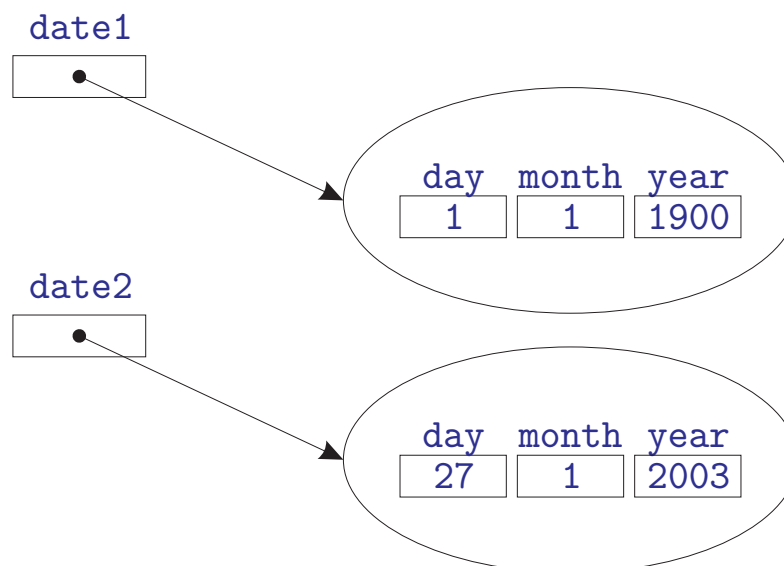 date1
day month year
1 1 1900
date2
day month year
27 1 2003